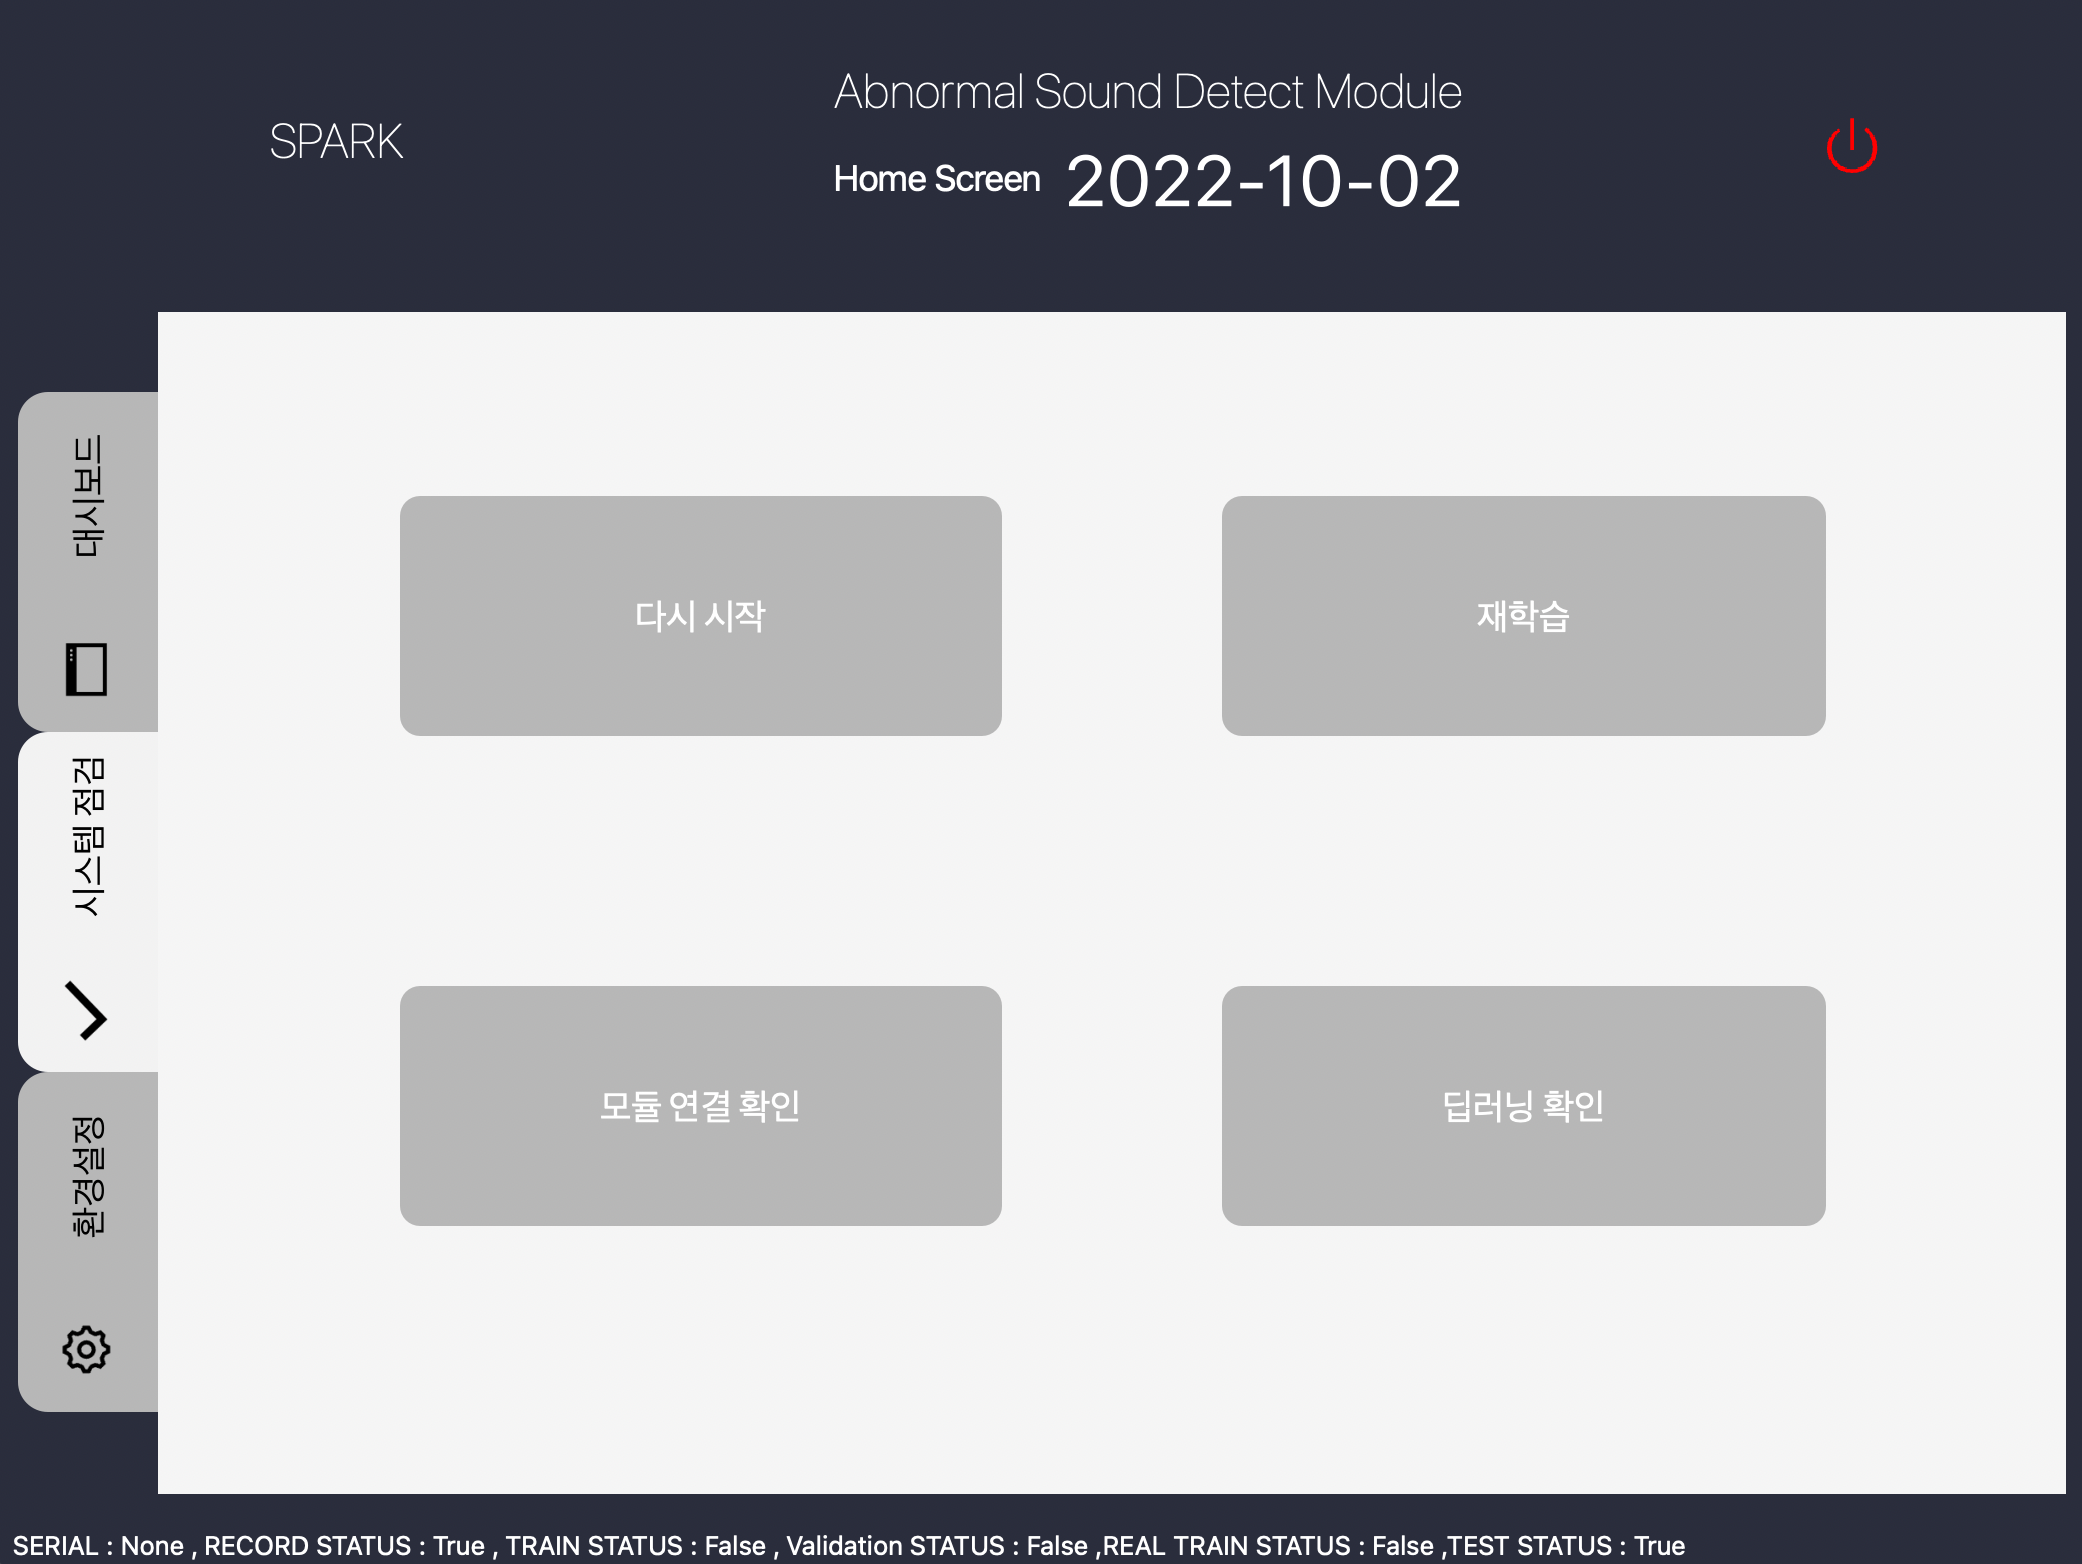 SPARK
Abnormal Sound Detect Module
Home Screen 2022-10-02
대시보드
시스템 점검
환경설정
다시 시작
재학습
모듈 연결 확인
딥러닝 확인
SERIAL : None , RECORD STATUS : True , TRAIN STATUS : False , Validation STATUS : False ,REAL TRAIN STATUS : False ,TEST STATUS : True